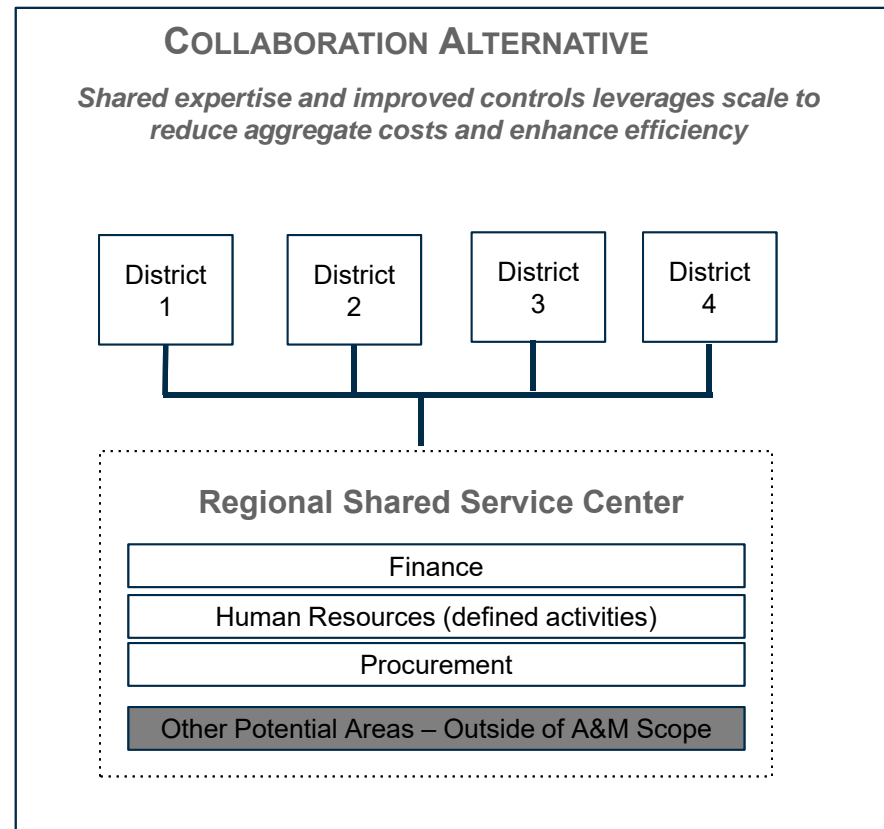 COLLABORATION ALTERNATIVE
Shared expertise and improved controls leverages scale to
reduce aggregate costs and enhance efficiency
District
1
District
2
District
3
District
4
Regional Shared Service Center
Finance
Human Resources (defined activities)
Procurement
Other Potential Areas – Outside of A&M Scope